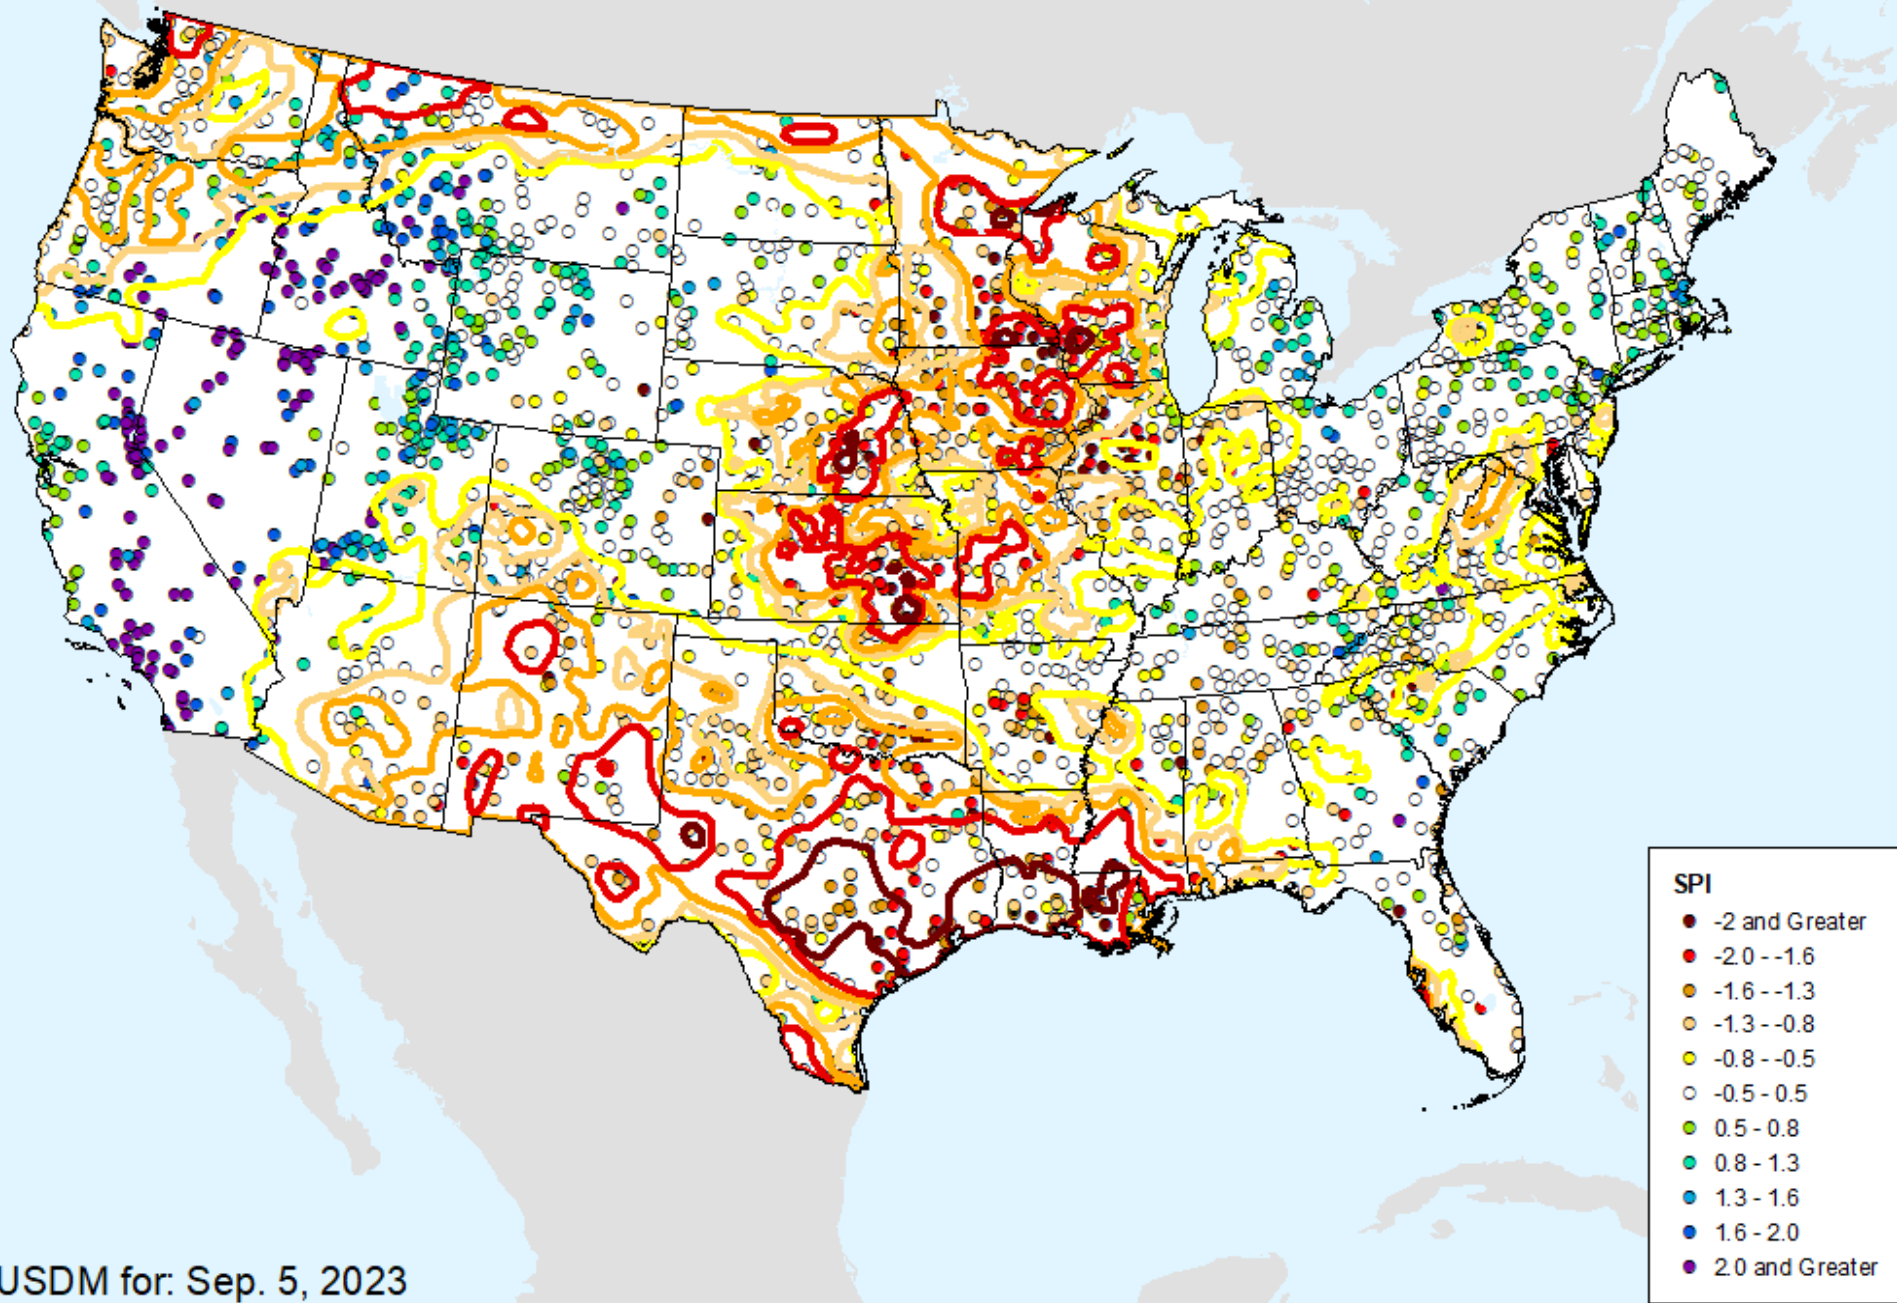 SPI
-2 and Greater
-2.0 - -1.6
-1.6 - -1.3
-1.3 - -0.8
-0.8 - -0.5
-0.5 - 0.5
0.5 - 0.8
0.8 - 1.3
1.3 - 1.6
1.6 - 2.0
2.0 and Greater
USDM for: Sep. 5, 2023